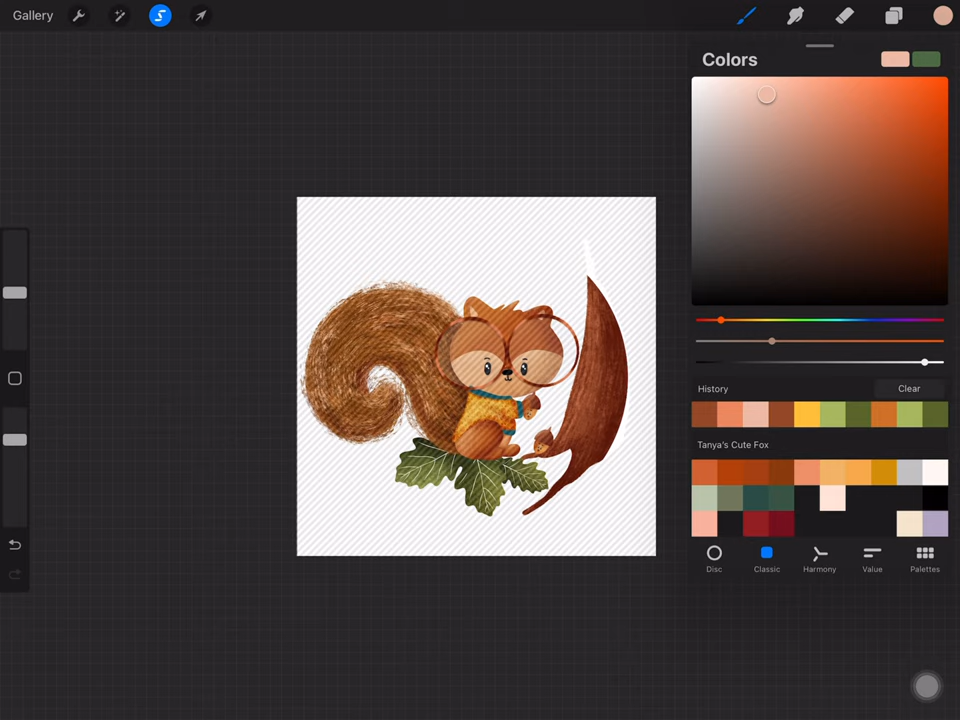 Gallery
Colors
History
Clear
Tanya's Cute Fox
Disc
Classic
Harmony
Value
Palettes